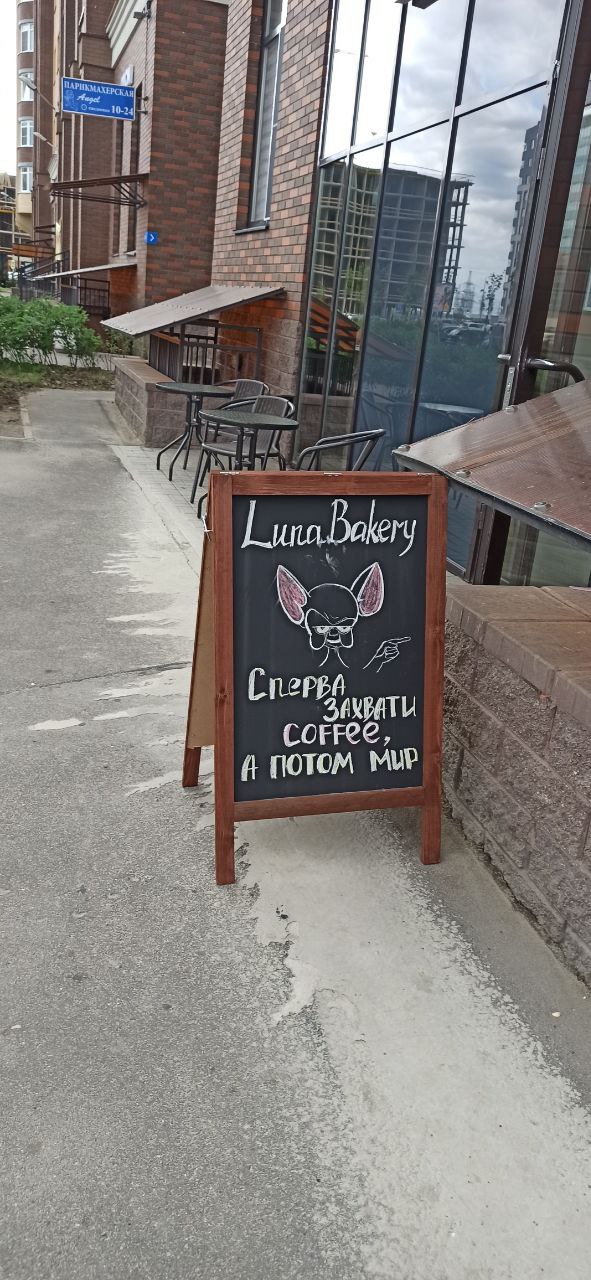 ПАРИКМАХЕРСКАЯ
Angel
10-24
Luna Bakery
Сперва
захвати
coffee,
а потом мир